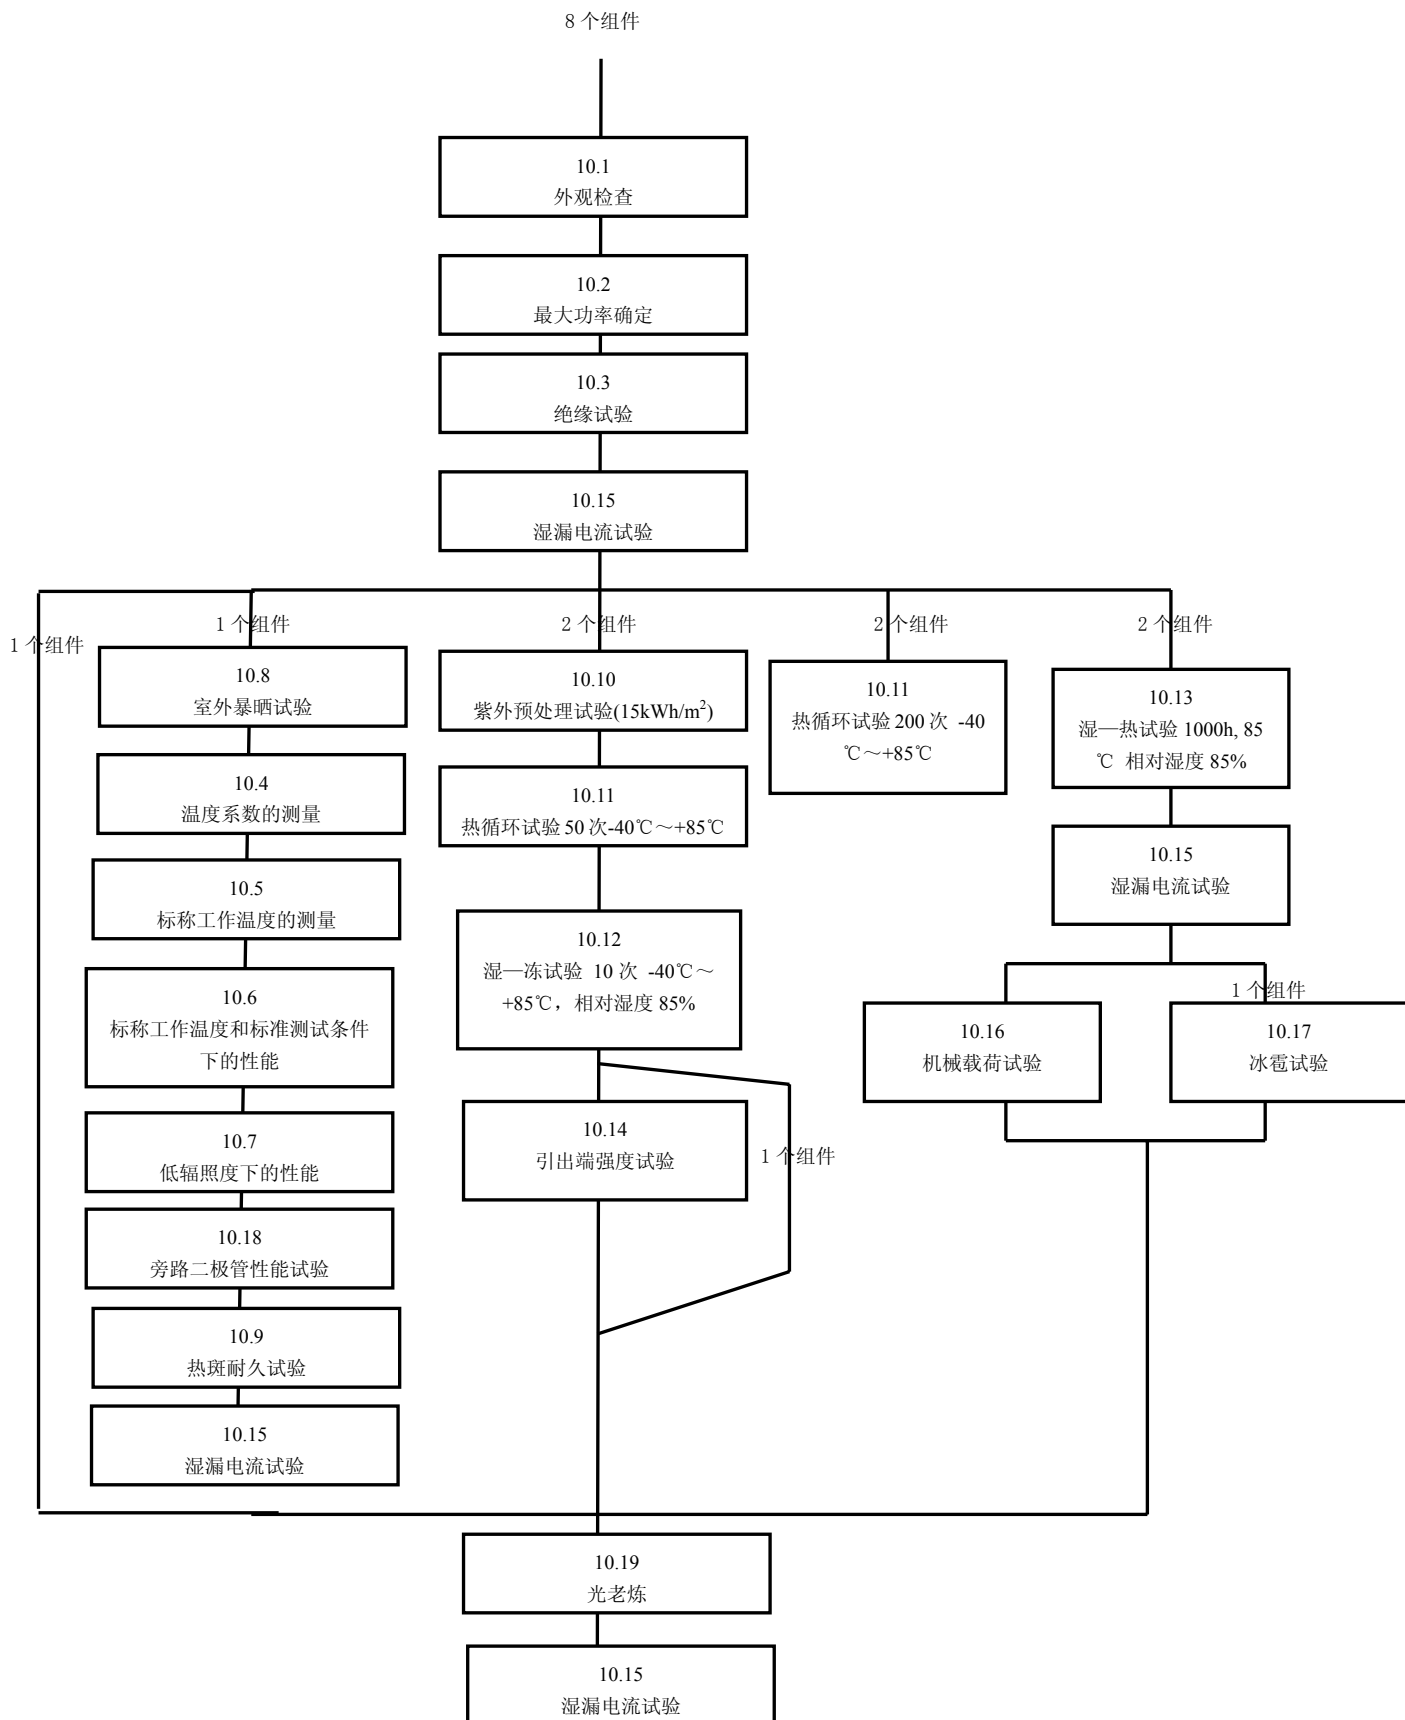 8 个组件
10.1
外观检查
10.2
最大功率确定
10.3
绝缘试验
10.15
湿漏电流试验
1 个组件
1 个组件
10.8
室外暴晒试验
10.4
温度系数的测量
10.5
标称工作温度的测量
10.6
标称工作温度和标准测试条件
下的性能
10.7
低辐照度下的性能
10.18
旁路二极管性能试验
10.9
热斑耐久试验
10.15
湿漏电流试验
2 个组件
10.10
紫外预处理试验(15kWh/m²)
10.11
热循环试验 50 次-40℃～+85℃
10.12
湿—冻试验 10 次 -40℃～
+85℃，相对湿度 85%
10.14
引出端强度试验
1 个组件
2 个组件
10.11
热循环试验 200 次 -40
℃～+85℃
2 个组件
10.13
湿—热试验 1000h, 85
℃ 相对湿度 85%
10.15
湿漏电流试验
10.16
机械载荷试验
1 个组件
10.17
冰雹试验
10.19
光老炼
10.15
湿漏电流试验